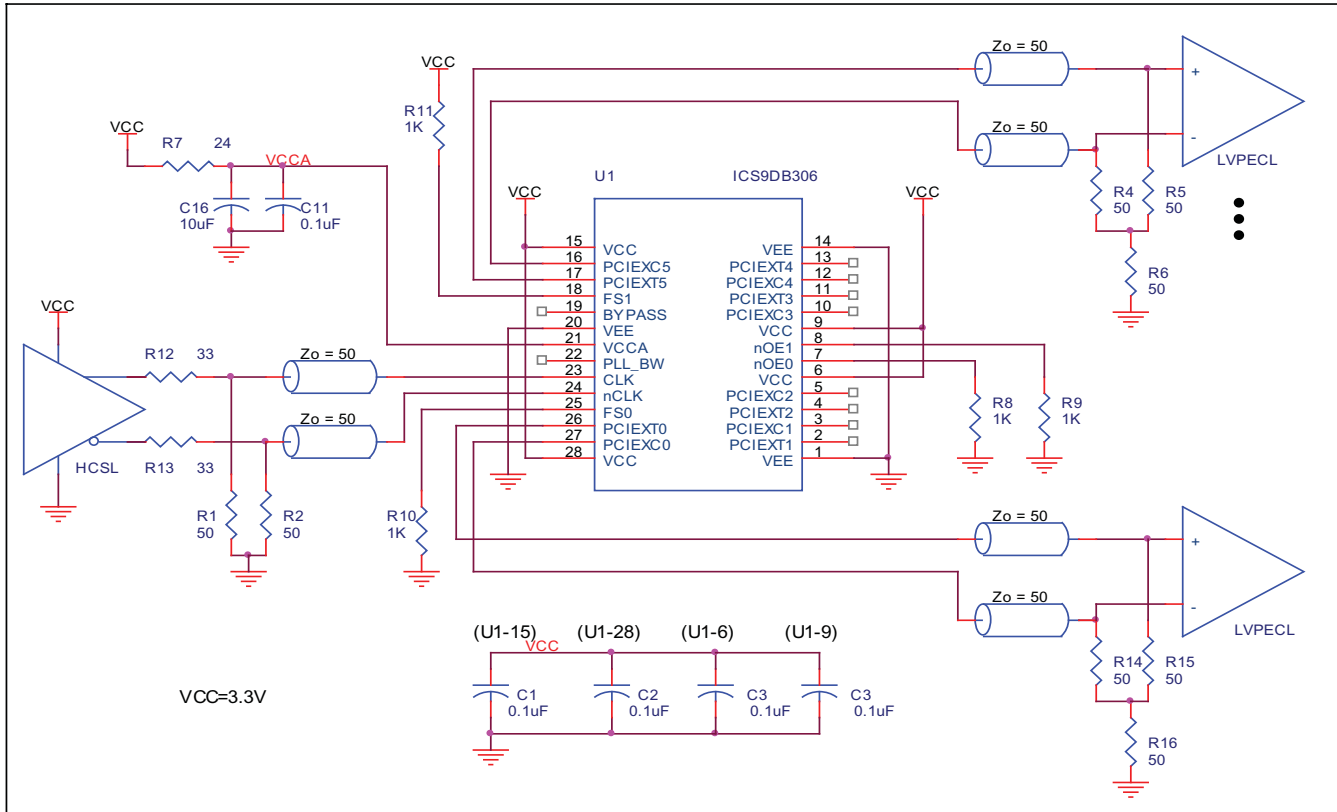 Zo = 50
VCC
VCC
R11
1K
+
R7 24
VCC
VCCA
Zo = 50
-
LVPECL
U1 ICS9DB306
C16
10uF
C11
0.1uF
VCC
VCC
R4
50
R5
50
R6
50
15 VCC
16 PCIEXC5
17 PCIEXT5
18 FS1
19 BYPASS
20 VEE
21 VCCA
22 PLL_BW
23 CLK
24 nCLK
25 FS0
26 PCIEXT0
27 PCIEXC0
28 VCC
VEE 14
PCIEXT4 13
PCIEXC4 12
PCIEXT3 11
PCIEXC3 10
VCC 9
nOE1 8
nOE0 7
VCC 6
PCIEXC2 5
PCIEXT2 4
PCIEXC1 3
PCIEXT1 2
VEE 1
VCC
R12 33
Zo = 50
Zo = 50
R13 33
HCSL
R1
50
R2
50
R10
1K
R8
1K
R9
1K
Zo = 50
+
Zo = 50
-
LVPECL
R14
50
R15
50
R16
50
(U1-15) (U1-28) (U1-6) (U1-9)
VCC
C1
0.1uF
C2
0.1uF
C3
0.1uF
C3
0.1uF
VCC=3.3V